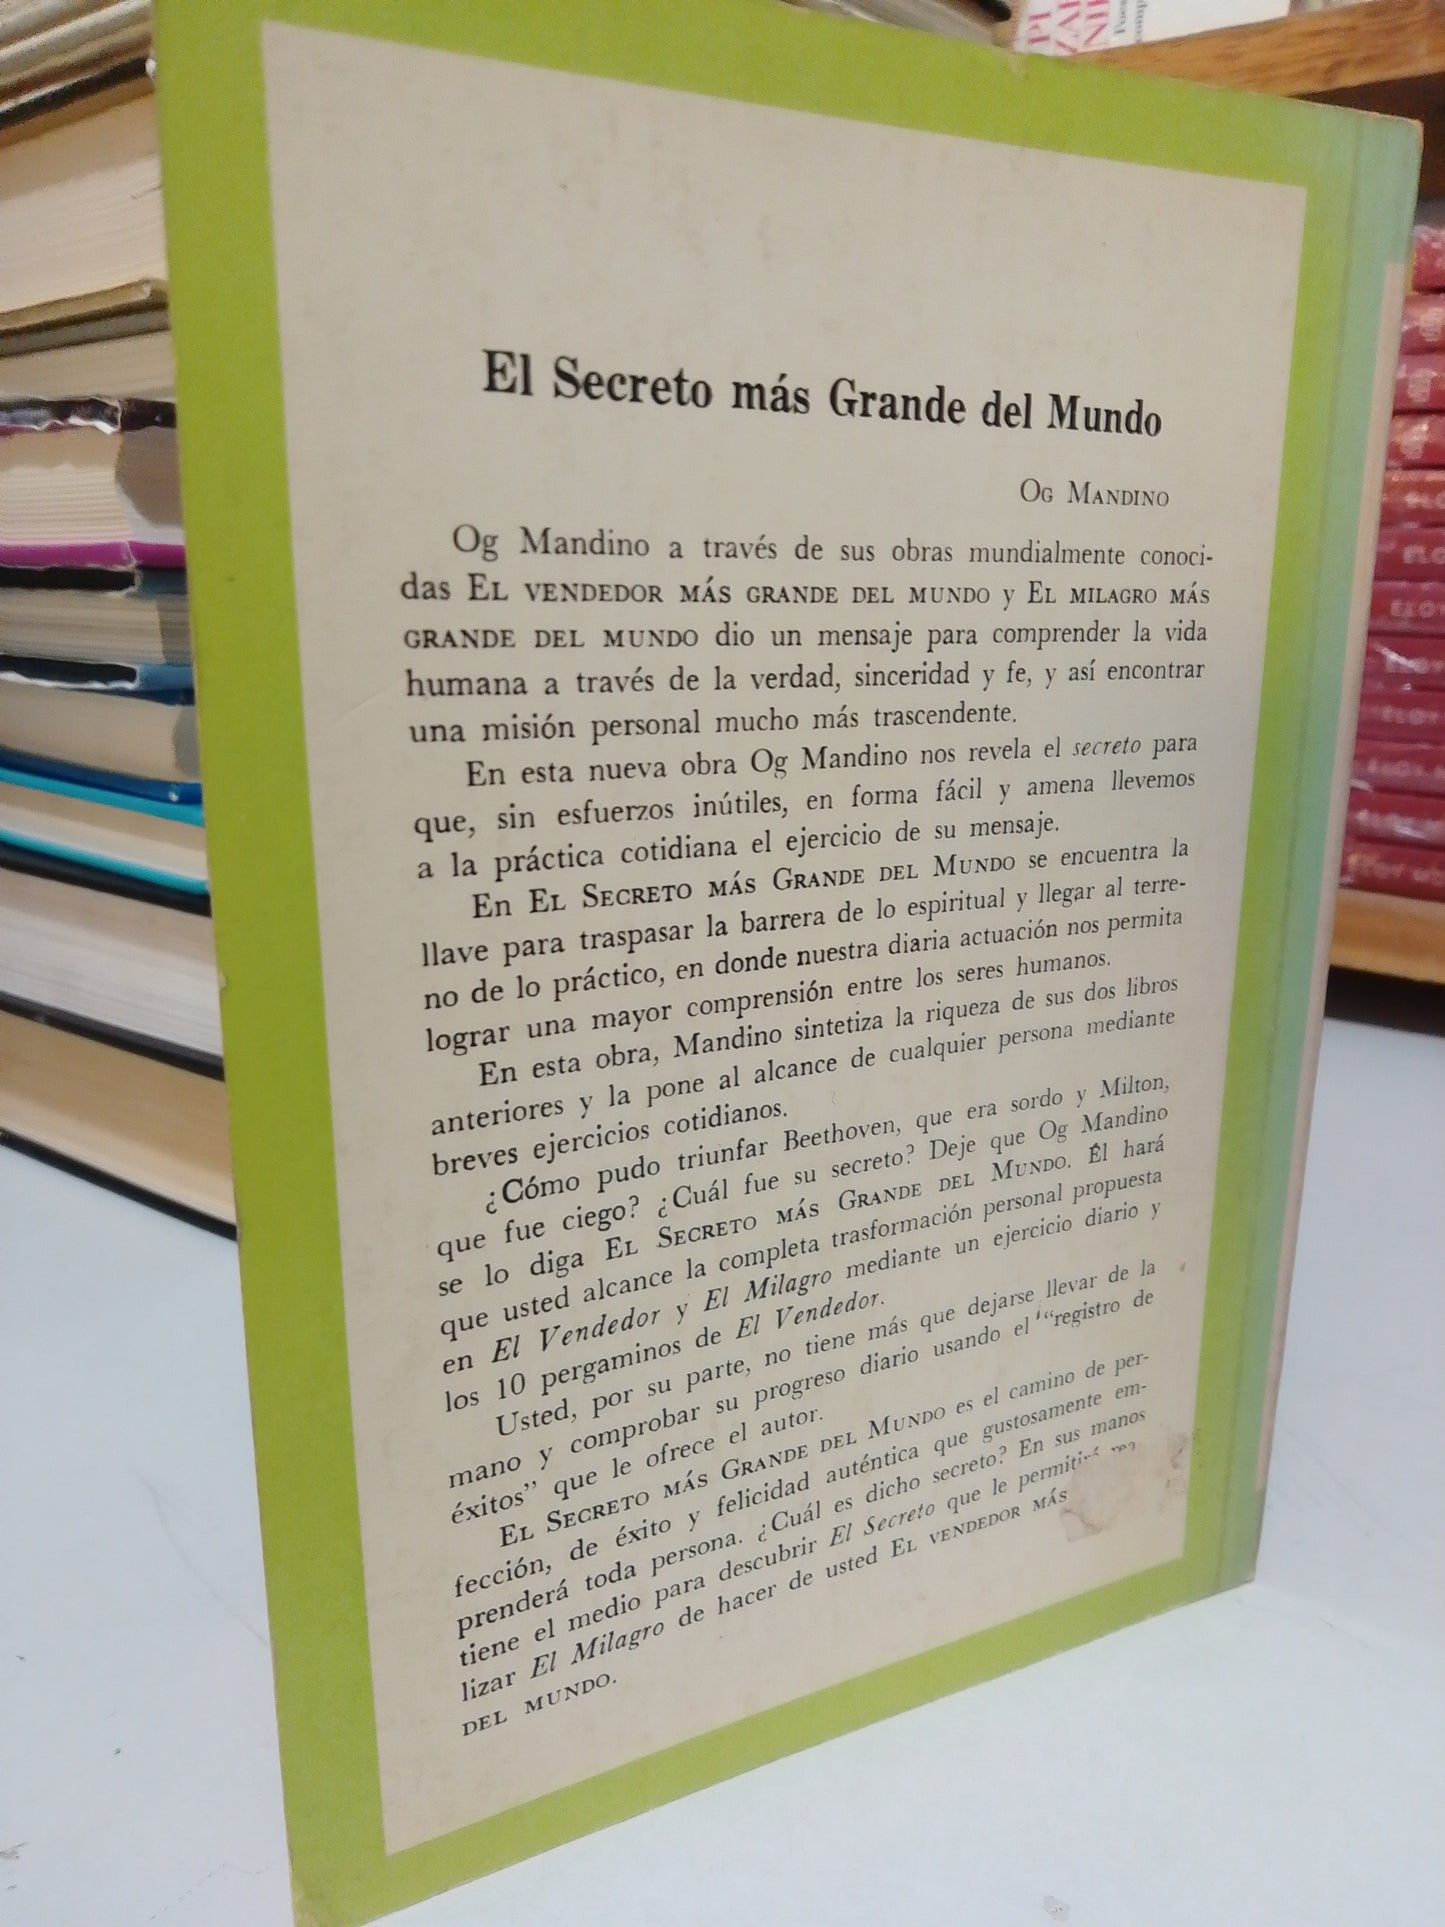 El Secreto más Grande del Mundo
OG MANDINO
Og Mandino a través de sus obras mundialmente conoci-
das EL VENDEDOR MÁS GRANDE DEL MUNDO y EL MILAGRO MÁS
GRANDE DEL MUNDO dio un mensaje para comprender la vida
humana a través de la verdad, sinceridad y fe, y así encontrar
una misión personal mucho más trascendente.
En esta nueva obra Og Mandino nos revela el secreto para
que, sin esfuerzos inútiles, en forma fácil y amena llevemos
a la práctica cotidiana el ejercicio de su mensaje.
En EL SECRETO MÁS GRANDE DEL MUNDO se encuentra la
llave para traspasar la barrera de lo espiritual y llegar al terre-
no de lo práctico, en donde nuestra diaria actuación nos permita
lograr una mayor comprensión entre los seres humanos.
En esta obra, Mandino sintetiza la riqueza de sus dos libros
anteriores y la pone al alcance de cualquier persona mediante
breves ejercicios cotidianos.
¿Cómo pudo triunfar Beethoven, que era sordo y Milton,
que fue ciego? ¿Cuál fue su secreto? Deje que Og Mandino
se lo diga EL SECRETO MÁS GRANDE DEL MUNDO. Él hará
que usted alcance la completa trasformación personal propuesta
en El Vendedor y El Milagro mediante un ejercicio diario y
los 10 pergaminos de El Vendedor.
Usted, por su parte, no tiene más que dejarse llevar de la
mano y comprobar su progreso diario usando el "registro de
éxitos" que le ofrece el autor.
EL SECRETO MÁS GRANDE DEL MUNDO es el camino de per-
fección, de éxito y felicidad auténtica que gustosamente em-
prenderá toda persona. ¿Cuál es dicho secreto? En sus manos
tiene el medio para descubrir El Secreto que le permitirá
lizar El Milagro de hacer de usted EL VENDEDOR MÁS
DEL MUNDO.